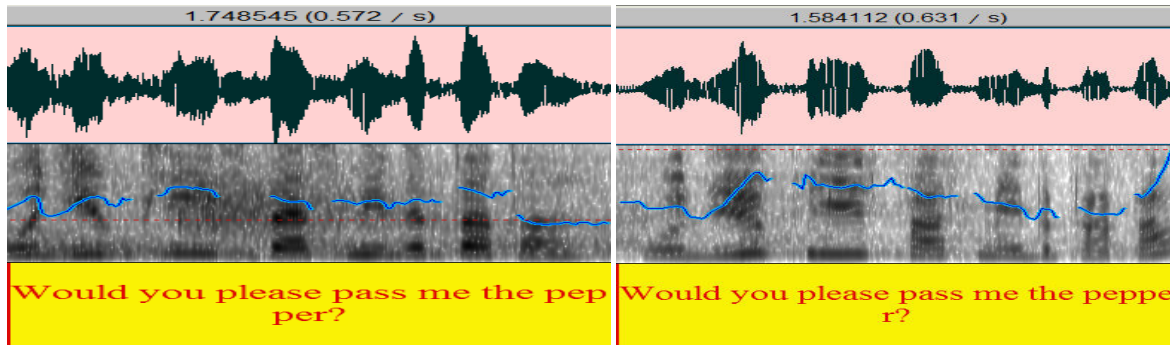 1.748545 (0.572 / s)
Would you please pass me the pep
per?
1.584112 (0.631 / s)
Would you please pass me the peppe
r?